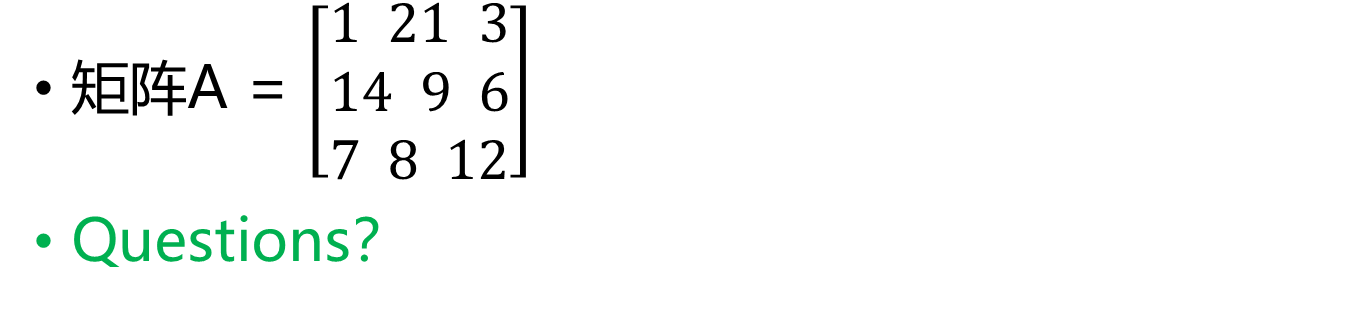 • 矩阵A = [1 21 3
14 9 6
7 8 12]
• Questions?